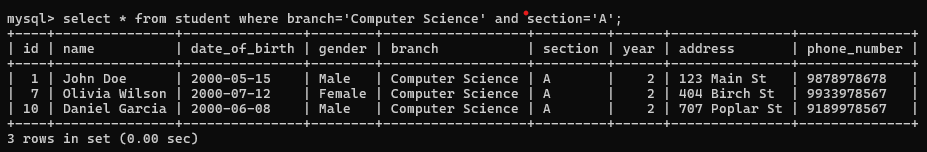 mysql> select * from student where branch='Computer Science' and section='A';
+----+---------------+---------------+--------+------------------+---------+------+---------------+--------------+
| id | name          | date_of_birth | gender | branch           | section | year | address       | phone_number |
+----+---------------+---------------+--------+------------------+---------+------+---------------+--------------+
|  1 | John Doe      | 2000-05-15    | Male   | Computer Science | A       |    2 | 123 Main St   | 9878978678   |
|  7 | Olivia Wilson | 2000-07-12    | Female | Computer Science | A       |    2 | 404 Birch St  | 9933978567   |
| 10 | Daniel Garcia | 2000-06-08    | Male   | Computer Science | A       |    2 | 707 Poplar St | 9189978567   |
+----+---------------+---------------+--------+------------------+---------+------+---------------+--------------+
3 rows in set (0.00 sec)